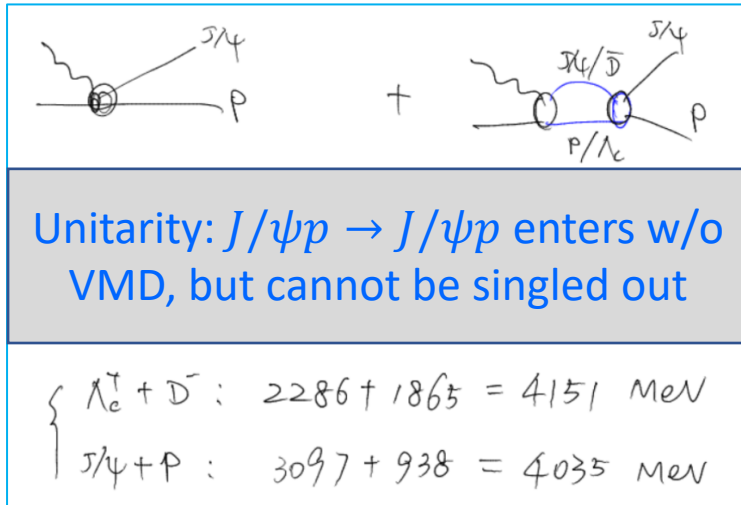 J/ψ
P
+
J/ψ/D̅
P/Λc
J/ψ
P
Unitarity: J/ψp → J/ψp enters w/o
VMD, but cannot be singled out
Λc⁺ + D⁻ : 2286 + 1865 = 4151 MeV
J/ψ + P : 3097 + 938 = 4035 MeV